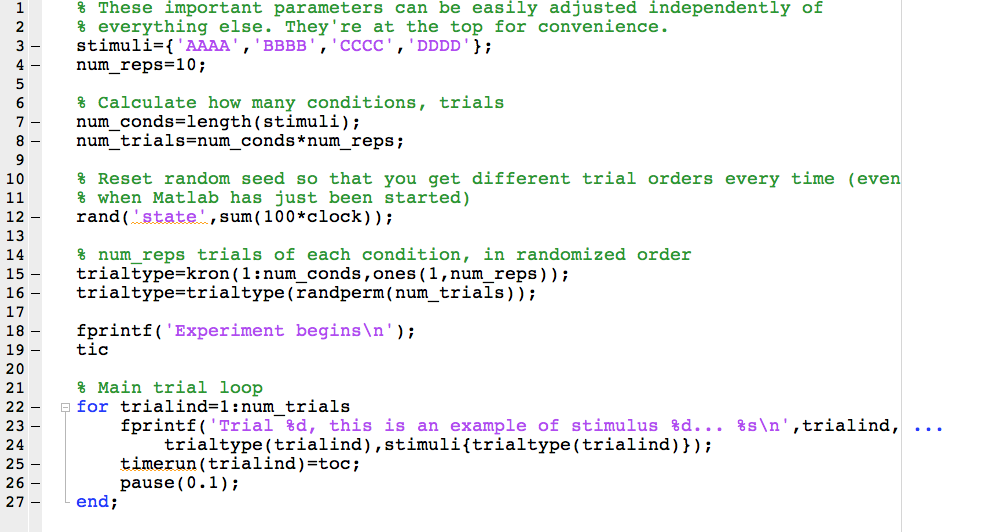 1 % These important parameters can be easily adjusted independently of
2 % everything else. They're at the top for convenience.
3 – stimuli={'AAAA','BBBB','CCCC','DDDD'};
4 – num_reps=10;
5
6 % Calculate how many conditions, trials
7 – num_conds=length(stimuli);
8 – num_trials=num_conds*num_reps;
9
10 % Reset random seed so that you get different trial orders every time (even
11 % when Matlab has just been started)
12 – rand('state',sum(100*clock));
13
14 % num_reps trials of each condition, in randomized order
15 – trialtype=kron(1:num_conds,ones(1,num_reps));
16 – trialtype=trialtype(randperm(num_trials));
17
18 – fprintf('Experiment begins\n');
19 – tic
20
21 % Main trial loop
22 – for trialind=1:num_trials
23 – fprintf('Trial %d, this is an example of stimulus %d... %s\n',trialind, ...
24 trialtype(trialind),stimuli{trialtype(trialind)});
25 – timerun(trialind)=toc;
26 – pause(0.1);
27 – end;